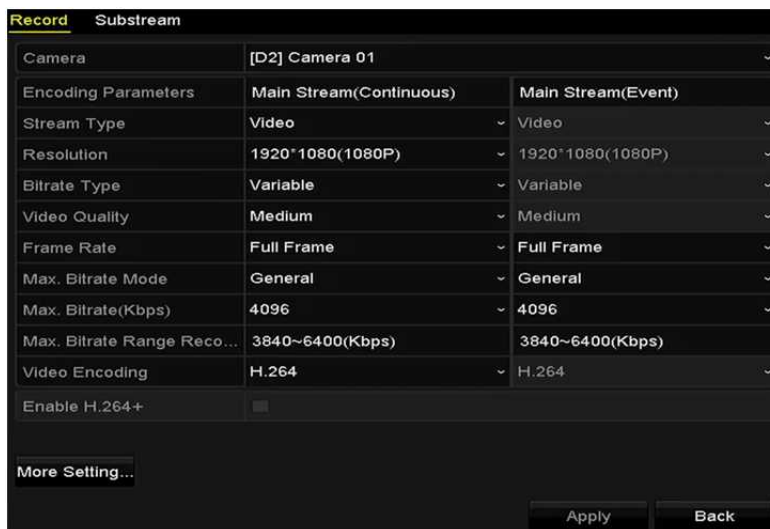 Record Substream
Camera [D2] Camera 01
Encoding Parameters Main Stream(Continuous) Main Stream(Event)
Stream Type Video Video
Resolution 1920*1080(1080P) 1920*1080(1080P)
Bitrate Type Variable Variable
Video Quality Medium Medium
Frame Rate Full Frame Full Frame
Max. Bitrate Mode General General
Max. Bitrate(Kbps) 4096 4096
Max. Bitrate Range Reco... 3840~6400(Kbps) 3840~6400(Kbps)
Video Encoding H.264 H.264
Enable H.264+
More Setting...
Apply Back